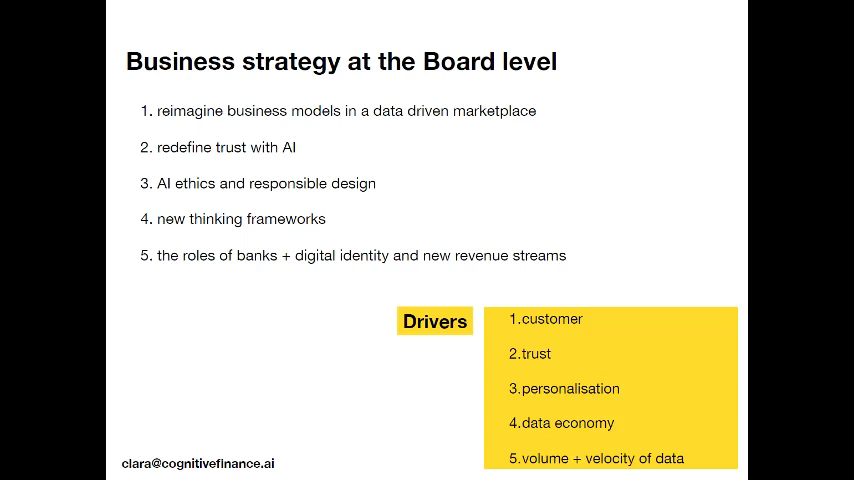 Business strategy at the Board level
1. reimagine business models in a data driven marketplace
2. redefine trust with AI
3. AI ethics and responsible design
4. new thinking frameworks
5. the roles of banks + digital identity and new revenue streams
Drivers
1.customer
2.trust
3.personalisation
4.data economy
5.volume + velocity of data
clara@cognitivefinance.ai